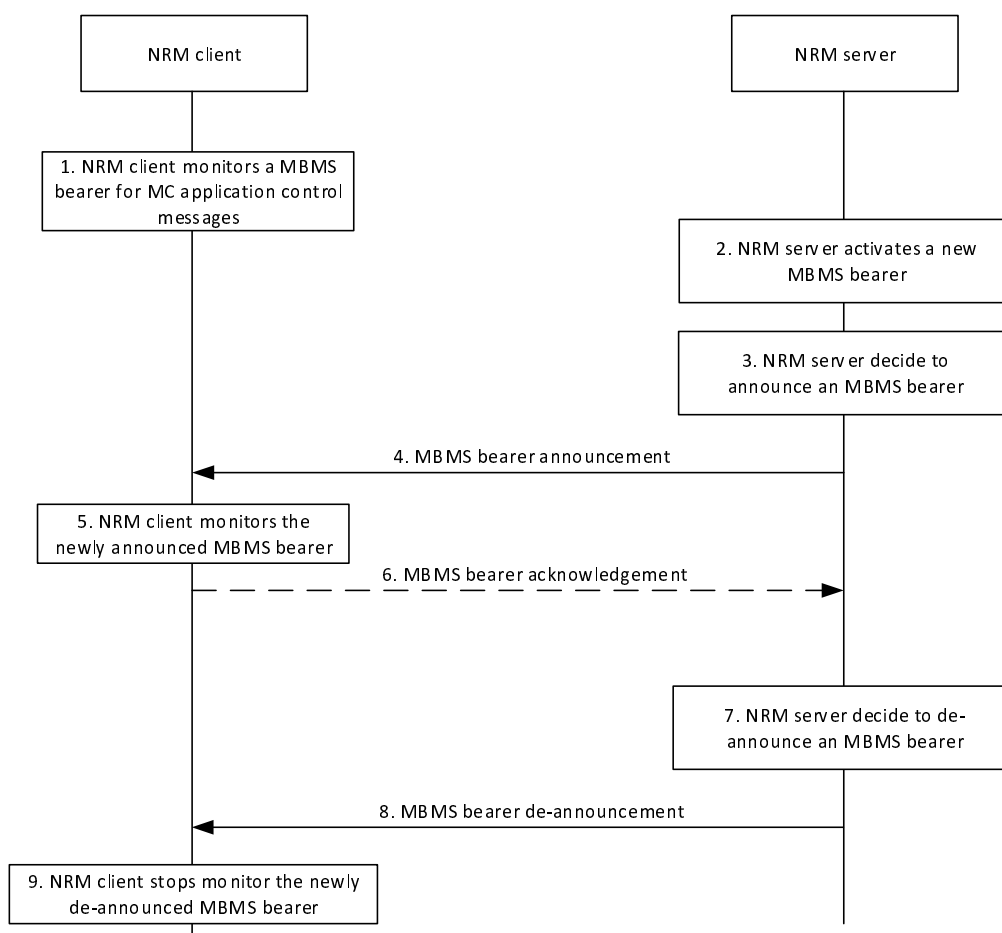 NRM client
NRM server
1. NRM client monitors a MBMS
bearer for MC application control
messages
2. NRM server activates a new
MBMS bearer
3. NRM server decide to
announce an MBMS bearer
4. MBMS bearer announcement
5. NRM client monitors the
newly announced MBMS bearer
6. MBMS bearer acknowledgement
7. NRM server decide to de-
announce an MBMS bearer
8. MBMS bearer de-announcement
9. NRM client stops monitor the newly
de-announced MBMS bearer